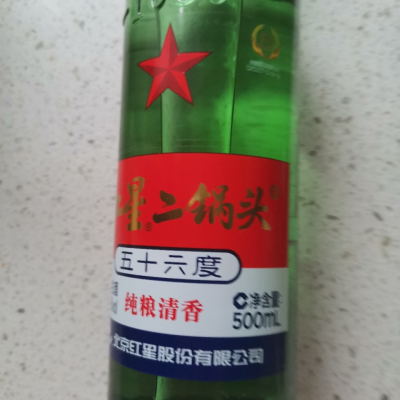 星二锅头
五十六度
纯粮清香
净含量:
500mL
北京红星股份有限公司